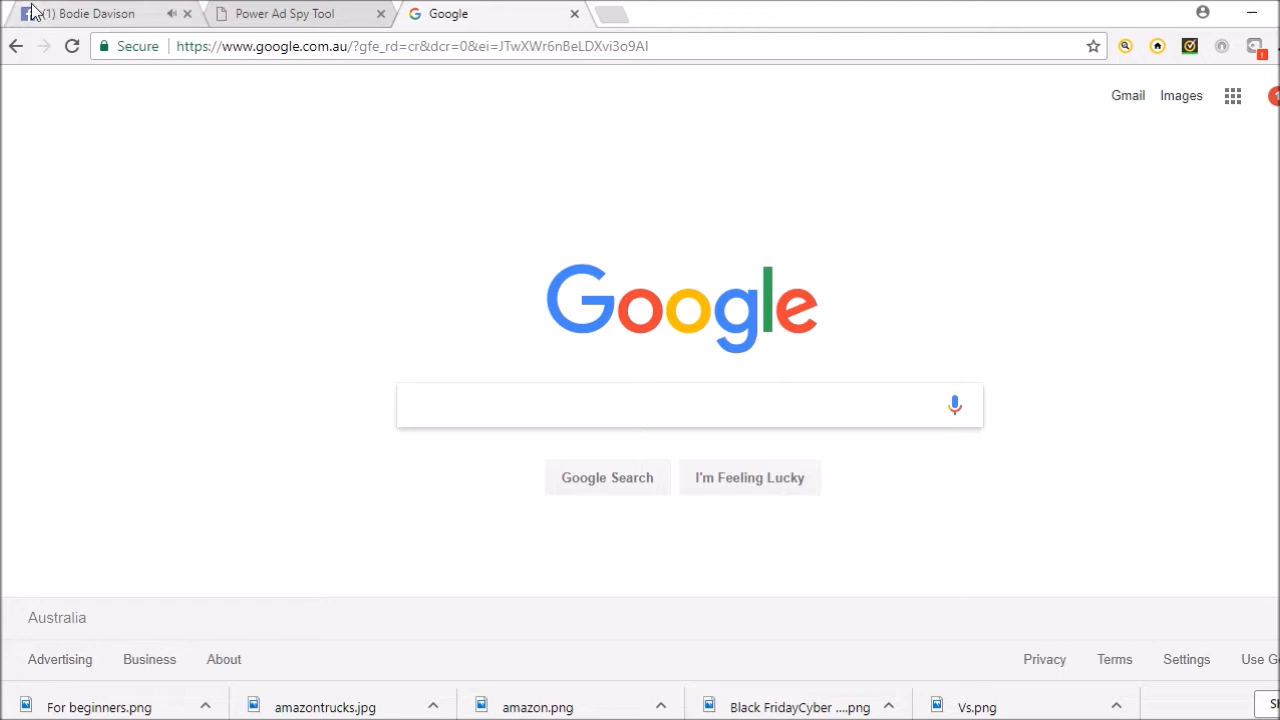 (1) Bodie Davison
Power Ad Spy Tool
Google
Secure
https://www.google.com.au/?gfe_rd=cr&dcr=0&ei=JTwXWr6nBeLDXvi3o9AI
Gmail
Images
Google
Google Search
I'm Feeling Lucky
Australia
Advertising
Business
About
Privacy
Terms
Settings
Use G
For beginners.png
amazontrucks.jpg
amazon.png
Black FridayCyber ....png
Vs.png